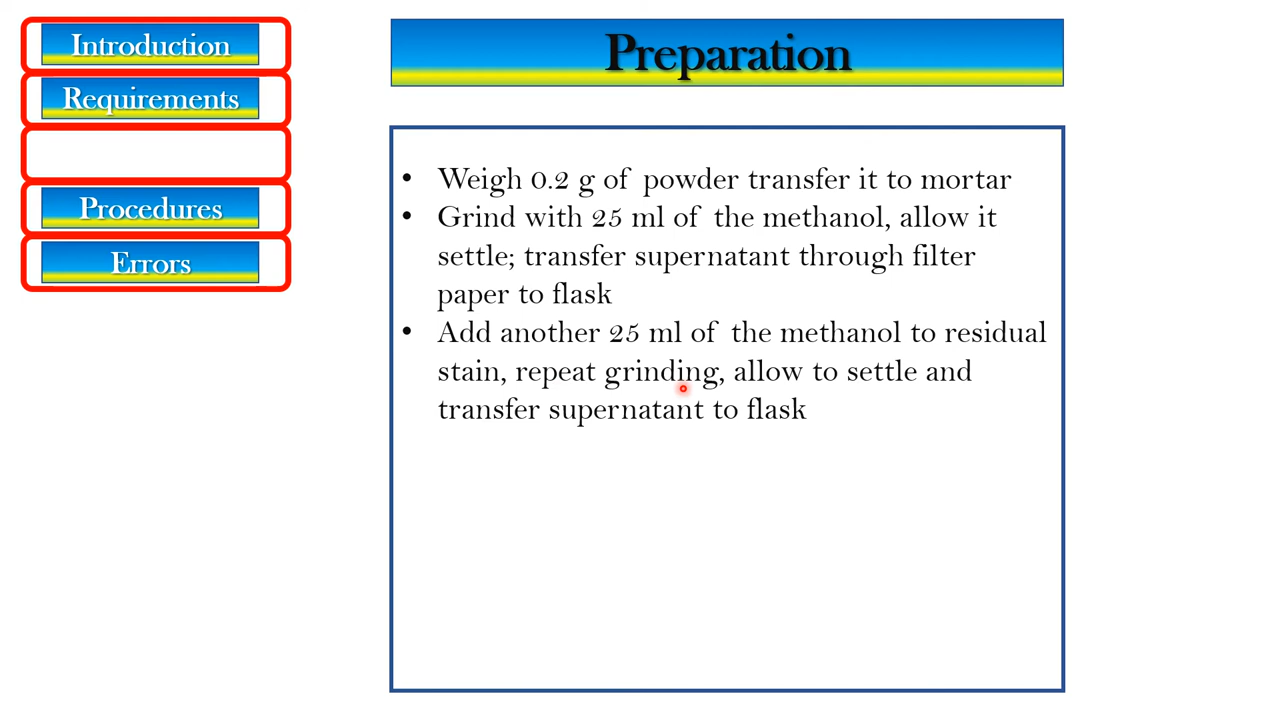 Introduction
Requirements
Procedures
Errors
Preparation
• Weigh 0.2 g of powder transfer it to mortar
• Grind with 25 ml of the methanol, allow it
settle; transfer supernatant through filter
paper to flask
• Add another 25 ml of the methanol to residual
stain, repeat grinding, allow to settle and
transfer supernatant to flask